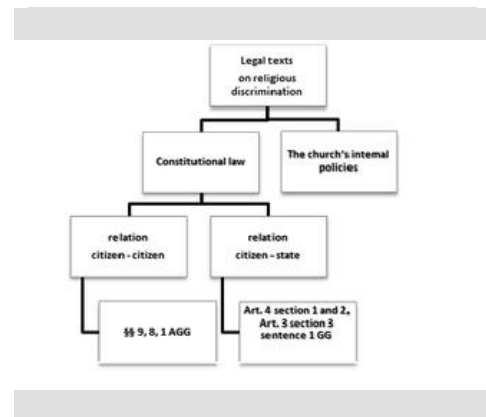 Legal texts
on religious
discrimination
Constitutional law
The church's internal
policies
relation
citizen - citizen
relation
citizen - state
§§ 9, 8, 1 AGG
Art. 4 section 1 and 2,
Art. 3 section 3
sentence 1 GG